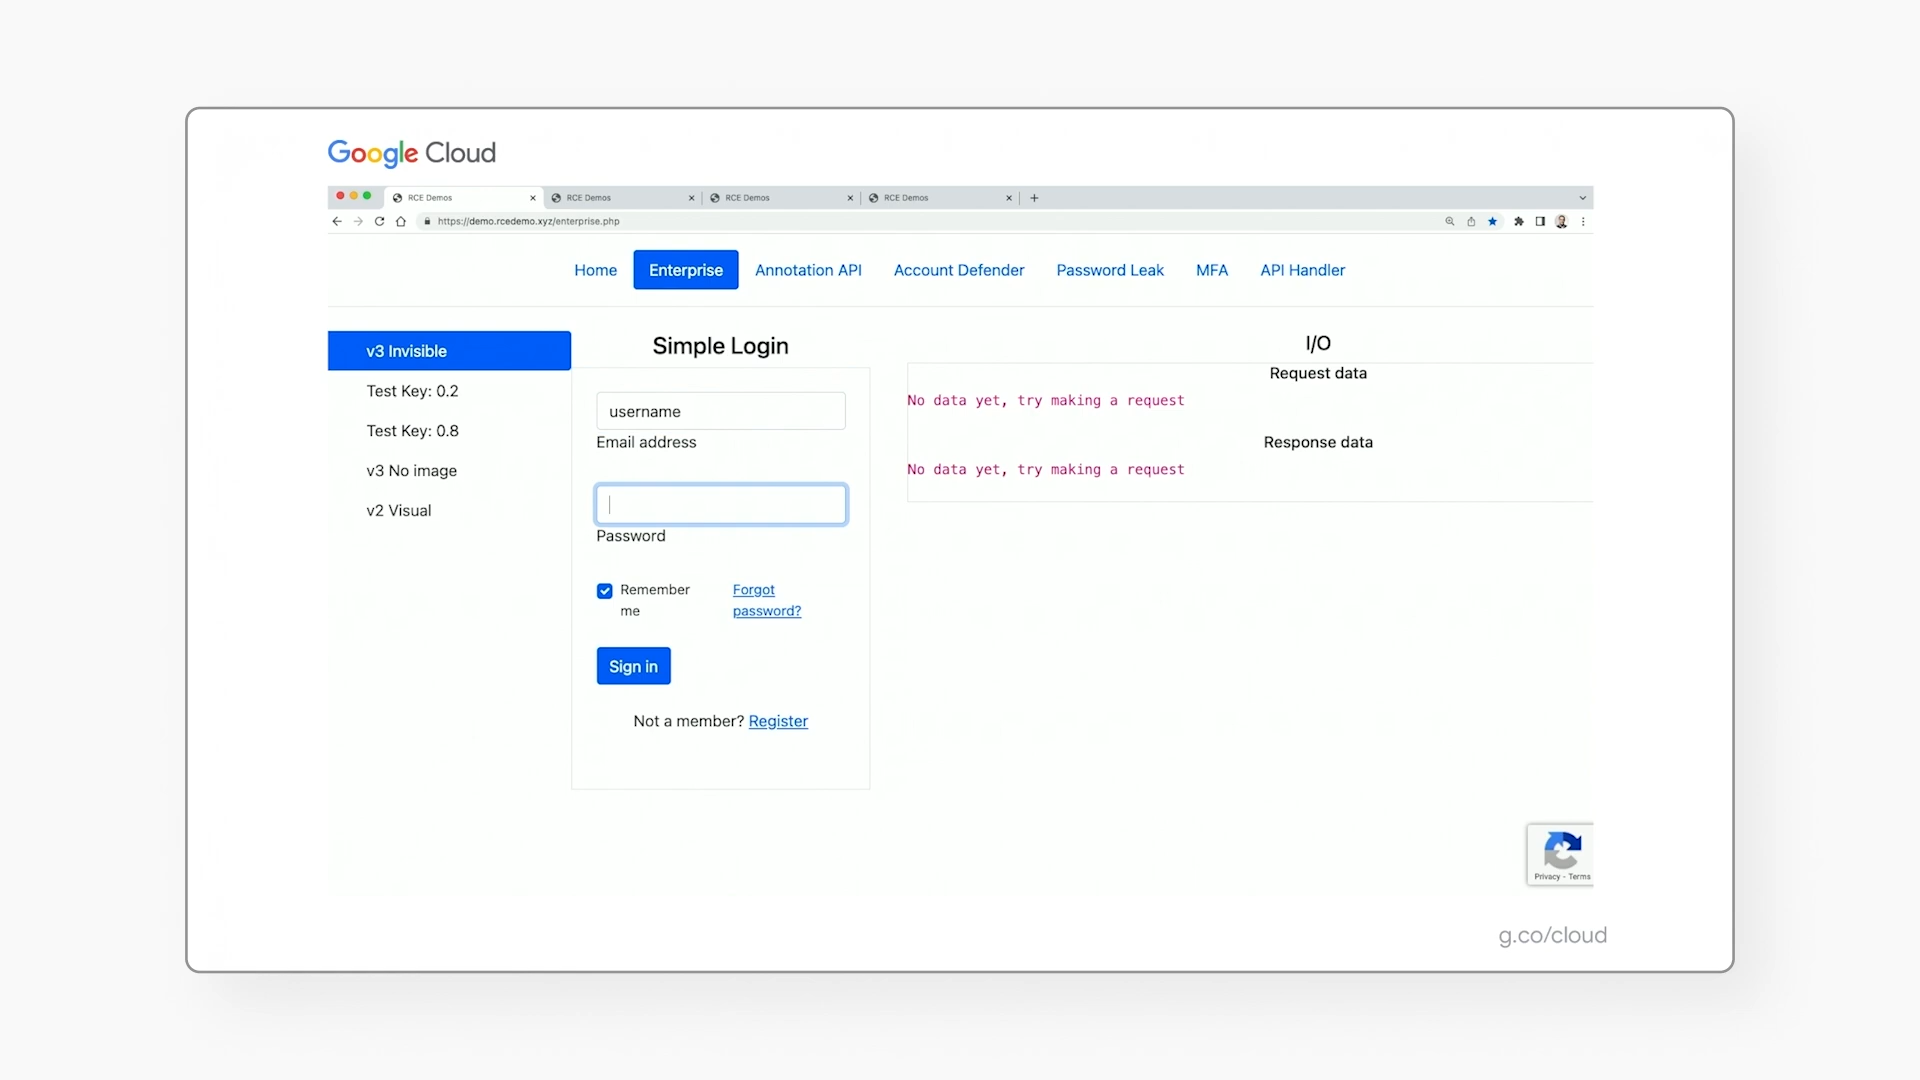 Google Cloud
RCE Demos
RCE Demos
RCE Demos
RCE Demos
https://demo.rcedemo.xyz/enterprise.php
Home
Enterprise
Annotation API
Account Defender
Password Leak
MFA
API Handler
v3 Invisible
Test Key: 0.2
Test Key: 0.8
v3 No image
v2 Visual
Simple Login
username
Email address
Password
Remember
me
Forgot
password?
Sign in
Not a member? Register
I/O
Request data
No data yet, try making a request
Response data
No data yet, try making a request
Privacy - Terms
g.co/cloud